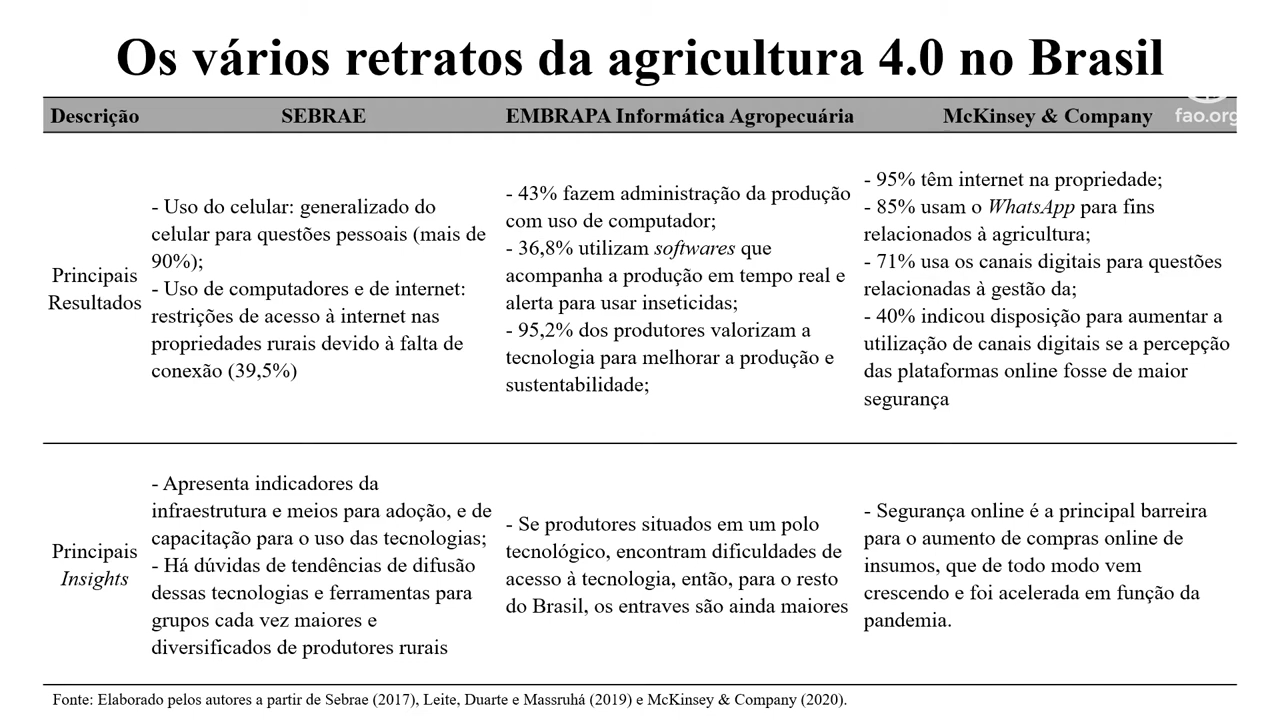 Os vários retratos da agricultura 4.0 no Brasil
Descrição
SEBRAE
EMBRAPA Informática Agropecuária
McKinsey & Company
fao.org
Principais
Resultados
- Uso do celular: generalizado do
celular para questões pessoais (mais de
90%);
- Uso de computadores e de internet:
restrições de acesso à internet nas
propriedades rurais devido à falta de
conexão (39,5%)
- 43% fazem administração da produção
com uso de computador;
- 36,8% utilizam softwares que
acompanha a produção em tempo real e
alerta para usar inseticidas;
- 95,2% dos produtores valorizam a
tecnologia para melhorar a produção e
sustentabilidade;
- 95% têm internet na propriedade;
- 85% usam o WhatsApp para fins
relacionados à agricultura;
- 71% usa os canais digitais para questões
relacionadas à gestão da;
- 40% indicou disposição para aumentar a
utilização de canais digitais se a percepção
das plataformas online fosse de maior
segurança
Principais
Insights
- Apresenta indicadores da
infraestrutura e meios para adoção, e de
capacitação para o uso das tecnologias;
- Há dúvidas de tendências de difusão
dessas tecnologias e ferramentas para
grupos cada vez maiores e
diversificados de produtores rurais
- Se produtores situados em um polo
tecnológico, encontram dificuldades de
acesso à tecnologia, então, para o resto
do Brasil, os entraves são ainda maiores
- Segurança online é a principal barreira
para o aumento de compras online de
insumos, que de todo modo vem
crescendo e foi acelerada em função da
pandemia.
Fonte: Elaborado pelos autores a partir de Sebrae (2017), Leite, Duarte e Massruhá (2019) e McKinsey & Company (2020).